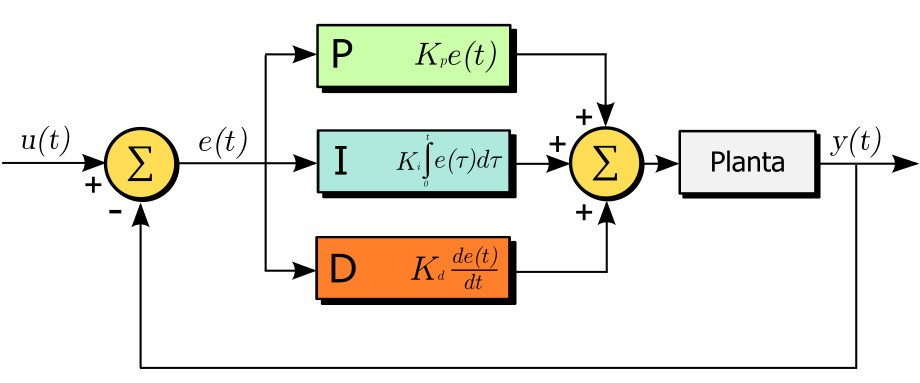 u(t)
+
-
Σ
e(t)
P K_p e(t)
I K_i ∫_0^t e(τ)dτ
D K_d de(t)/dt
+
+
+
Σ
Planta
y(t)